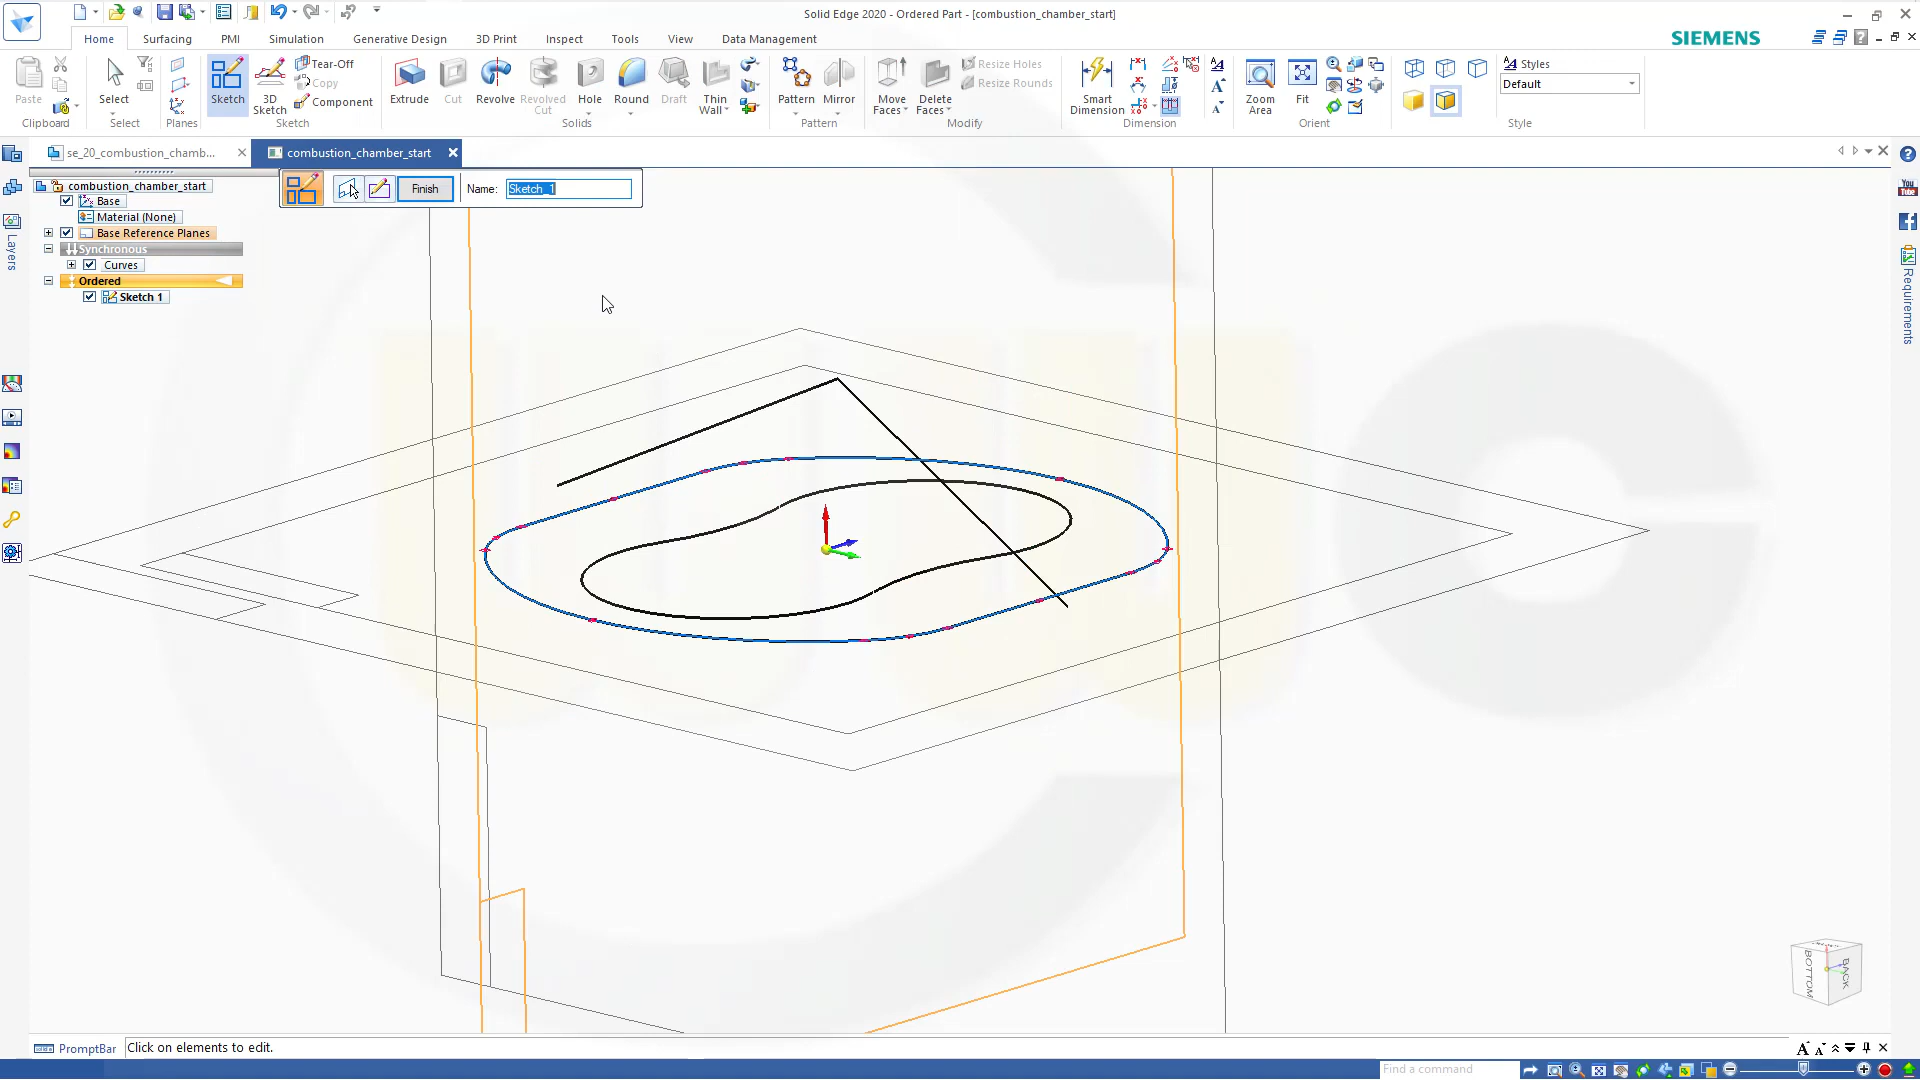 Solid Edge 2020 - Ordered Part - [combustion_chamber_start]
Home
Surfacing
PMI
Simulation
Generative Design
3D Print
Inspect
Tools
View
Data Management
SIEMENS
Paste
Clipboard
Select
Select
Planes
Sketch
3D
Sketch
Tear-Off
Copy
Component
Sketch
Extrude
Cut
Revolve
Revolved
Cut
Hole
Round
Draft
Thin
Wall
Solids
Pattern
Mirror
Pattern
Move
Faces
Delete
Faces
Resize Holes
Resize Rounds
Modify
Smart
Dimension
Dimension
Zoom
Area
Fit
Orient
Styles
Default
Style
se_20_combustion_chamb...
combustion_chamber_start
Finish
Name:
Sketch_1
combustion_chamber_start
Base
Material (None)
Base Reference Planes
Synchronous
Curves
Ordered
Sketch 1
Layers
Requirements
BOTTOM
BACK
PromptBar
Click on elements to edit.
Find a command